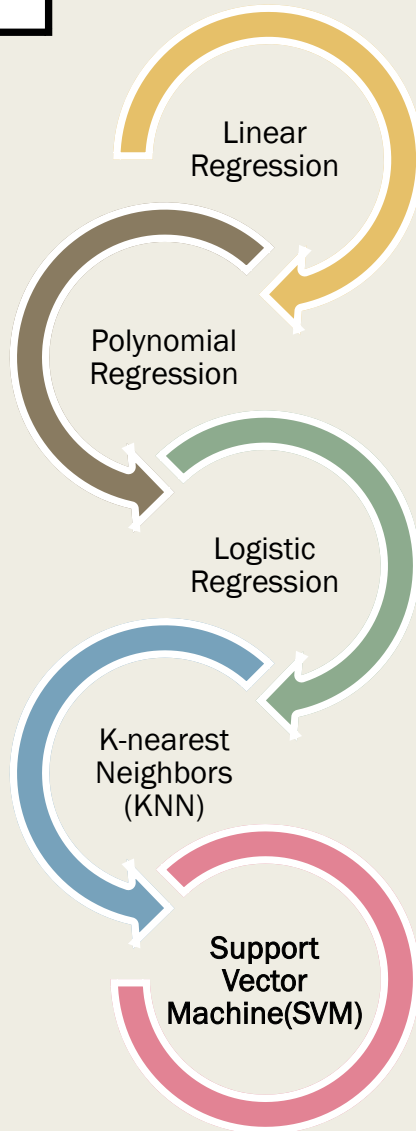 Linear
Regression
Polynomial
Regression
Logistic
Regression
K-nearest
Neighbors
(KNN)
Support
Vector
Machine(SVM)